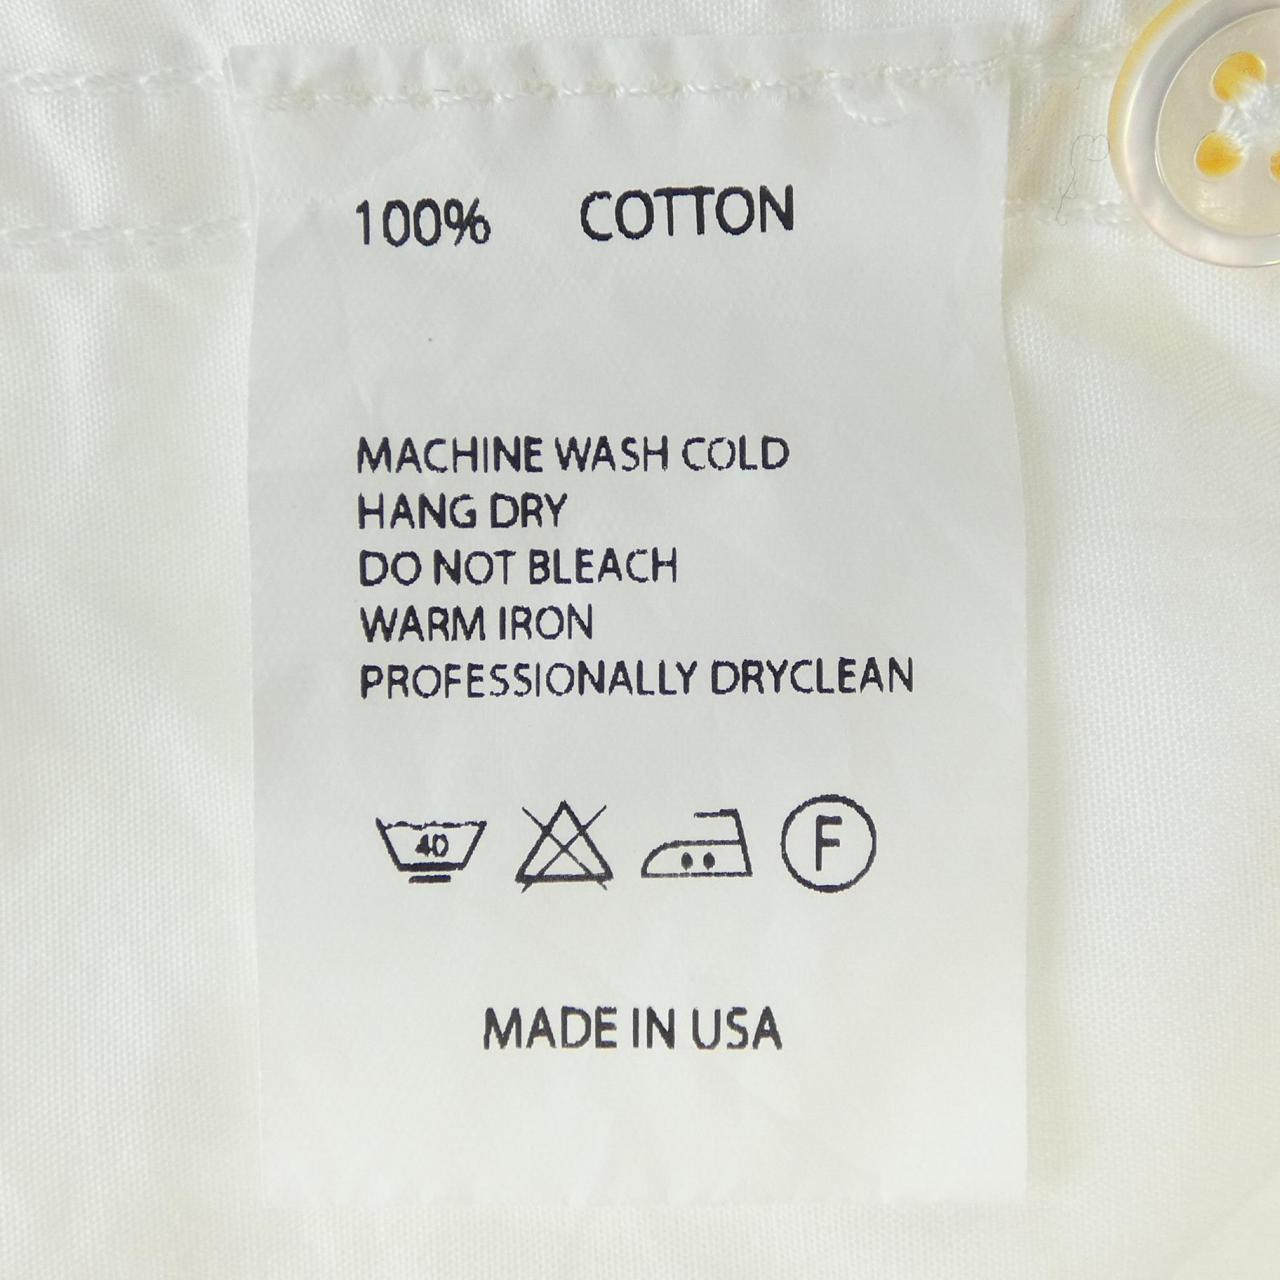 100% COTTON
MACHINE WASH COLD
HANG DRY
DO NOT BLEACH
WARM IRON
PROFESSIONALLY DRYCLEAN
40 F
MADE IN USA